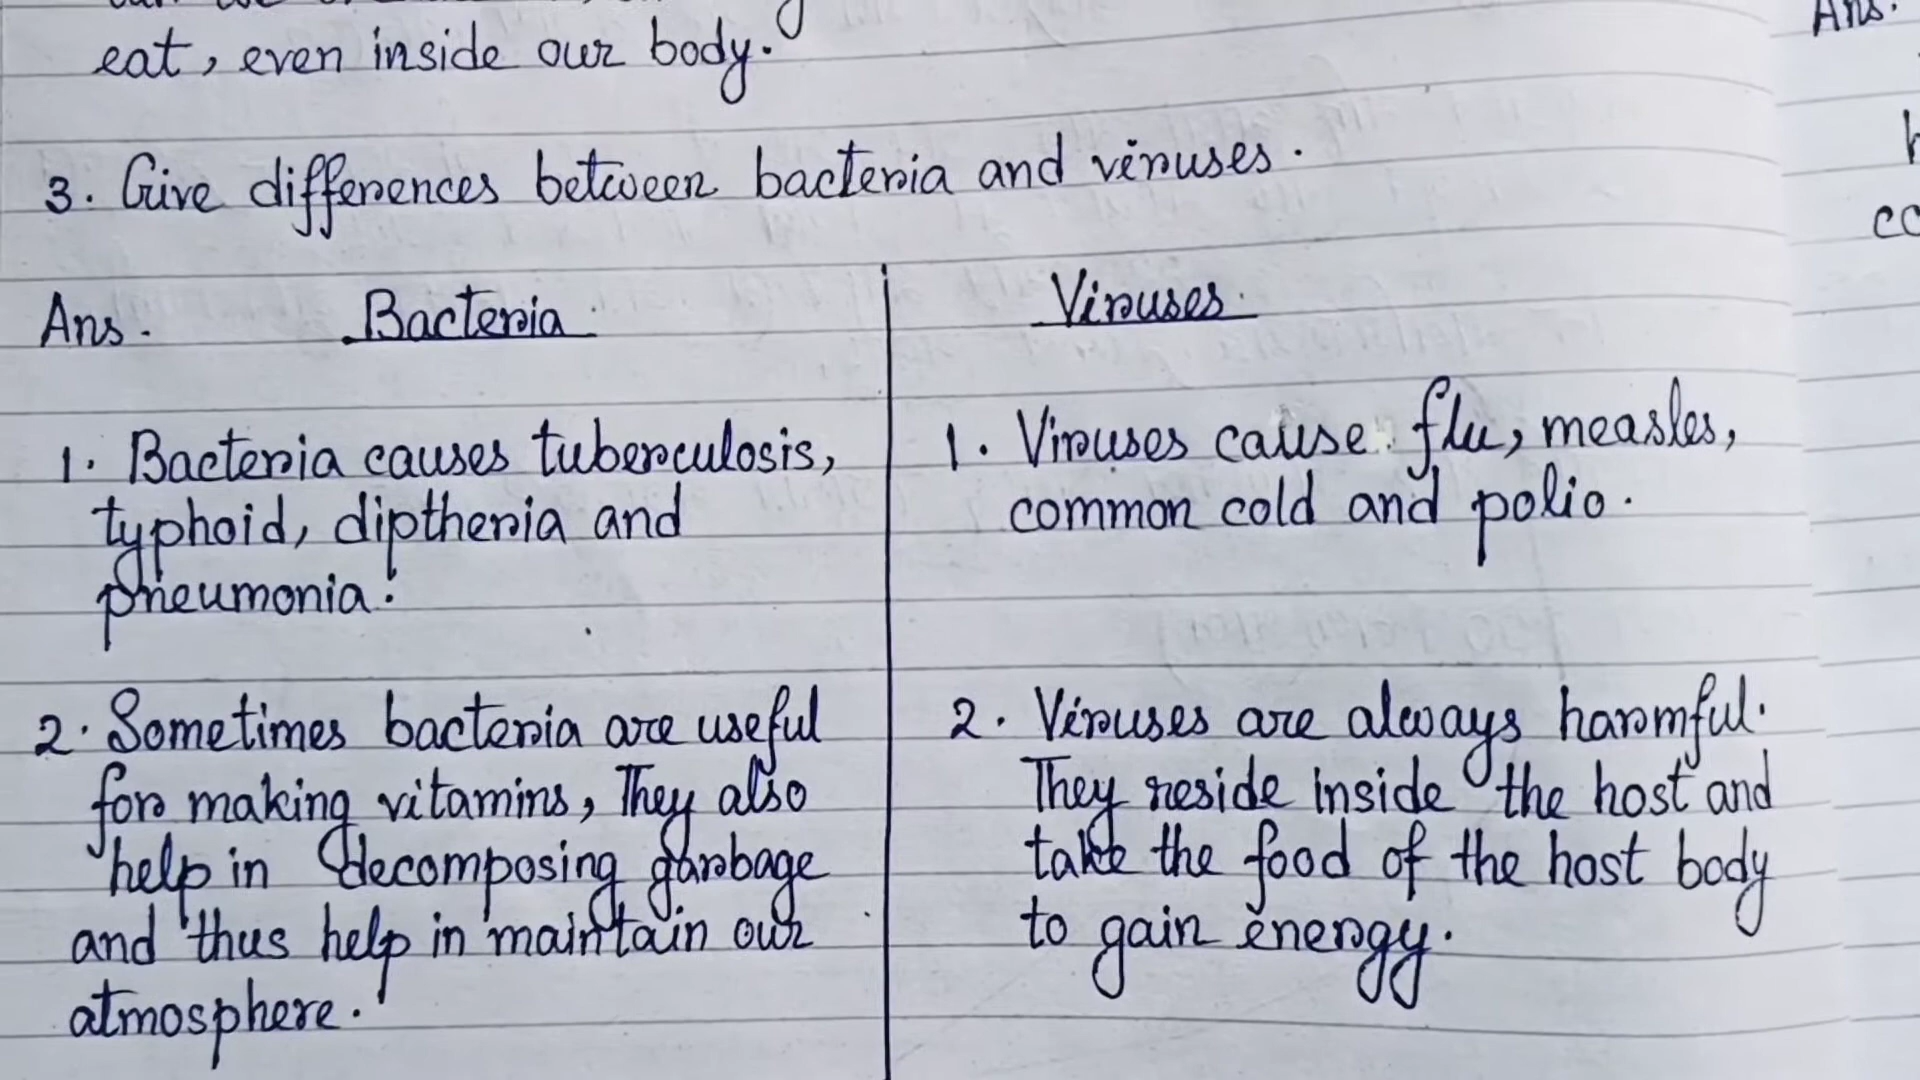 eat, even inside our body.
3. Give differences between bacteria and viruses.
Ans. Bacteria
1. Bacteria causes tuberculosis,
typhoid, diptheria and
pneumonia.
2. Sometimes bacteria are useful
for making vitamins, They also
help in decomposing garbage
and thus help in maintain our
atmosphere.
Viruses
1. Viruses cause flu, measles,
common cold and polio.
2. Viruses are always harmful.
They reside inside the host and
take the food of the host body
to gain energy.
Ans.